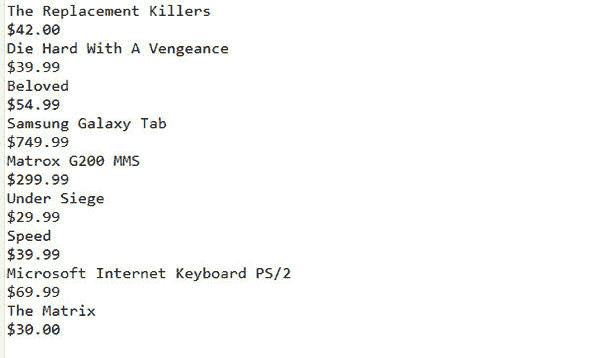 The Replacement Killers
$42.00
Die Hard With A Vengeance
$39.99
Beloved
$54.99
Samsung Galaxy Tab
$749.99
Matrox G200 MMS
$299.99
Under Siege
$29.99
Speed
$39.99
Microsoft Internet Keyboard PS/2
$69.99
The Matrix
$30.00